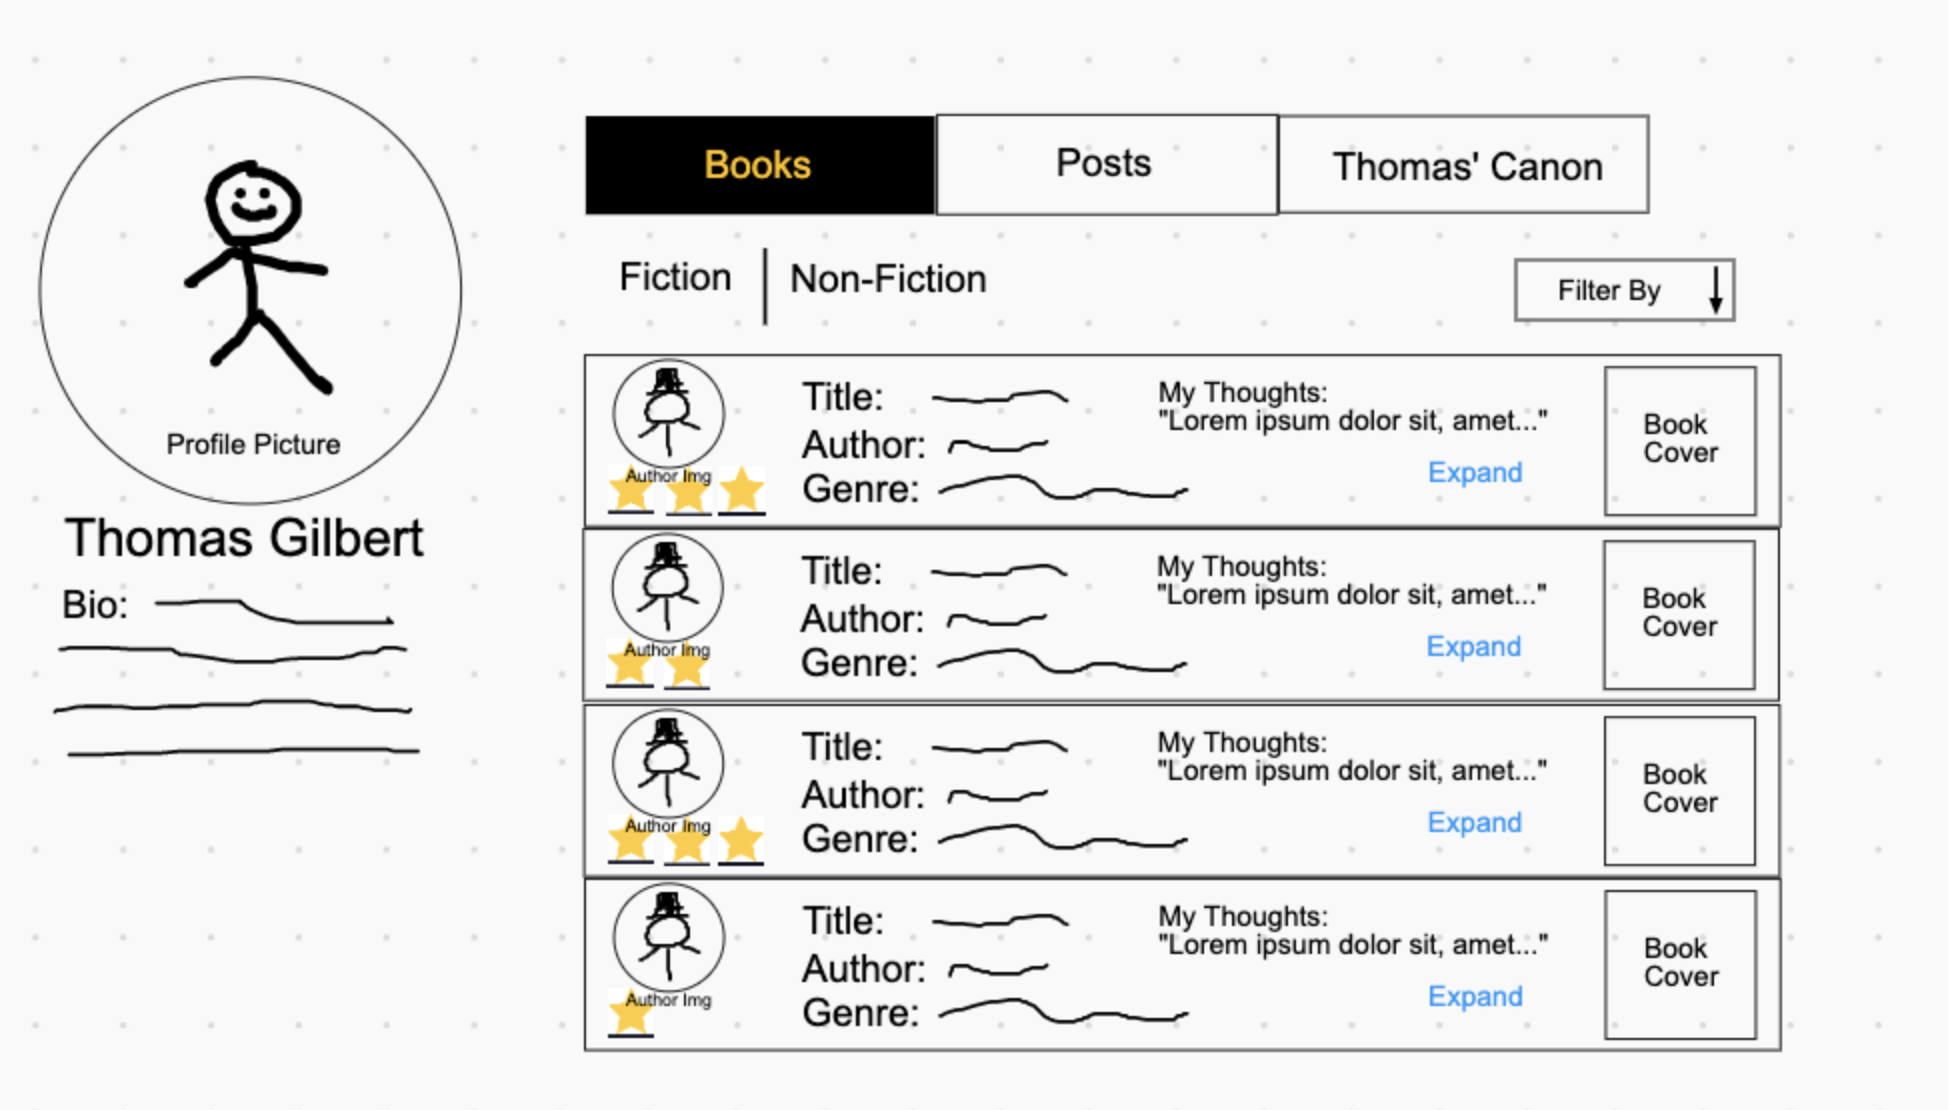 Profile Picture
Thomas Gilbert
Bio:
Books
Posts
Thomas' Canon
Fiction
Non-Fiction
Filter By
Author Img
Title:
Author:
Genre:
My Thoughts:
"Lorem ipsum dolor sit, amet..."
Expand
Book
Cover
Author Img
Title:
Author:
Genre:
My Thoughts:
"Lorem ipsum dolor sit, amet..."
Expand
Book
Cover
Author Img
Title:
Author:
Genre:
My Thoughts:
"Lorem ipsum dolor sit, amet..."
Expand
Book
Cover
Author Img
Title:
Author:
Genre:
My Thoughts:
"Lorem ipsum dolor sit, amet..."
Expand
Book
Cover